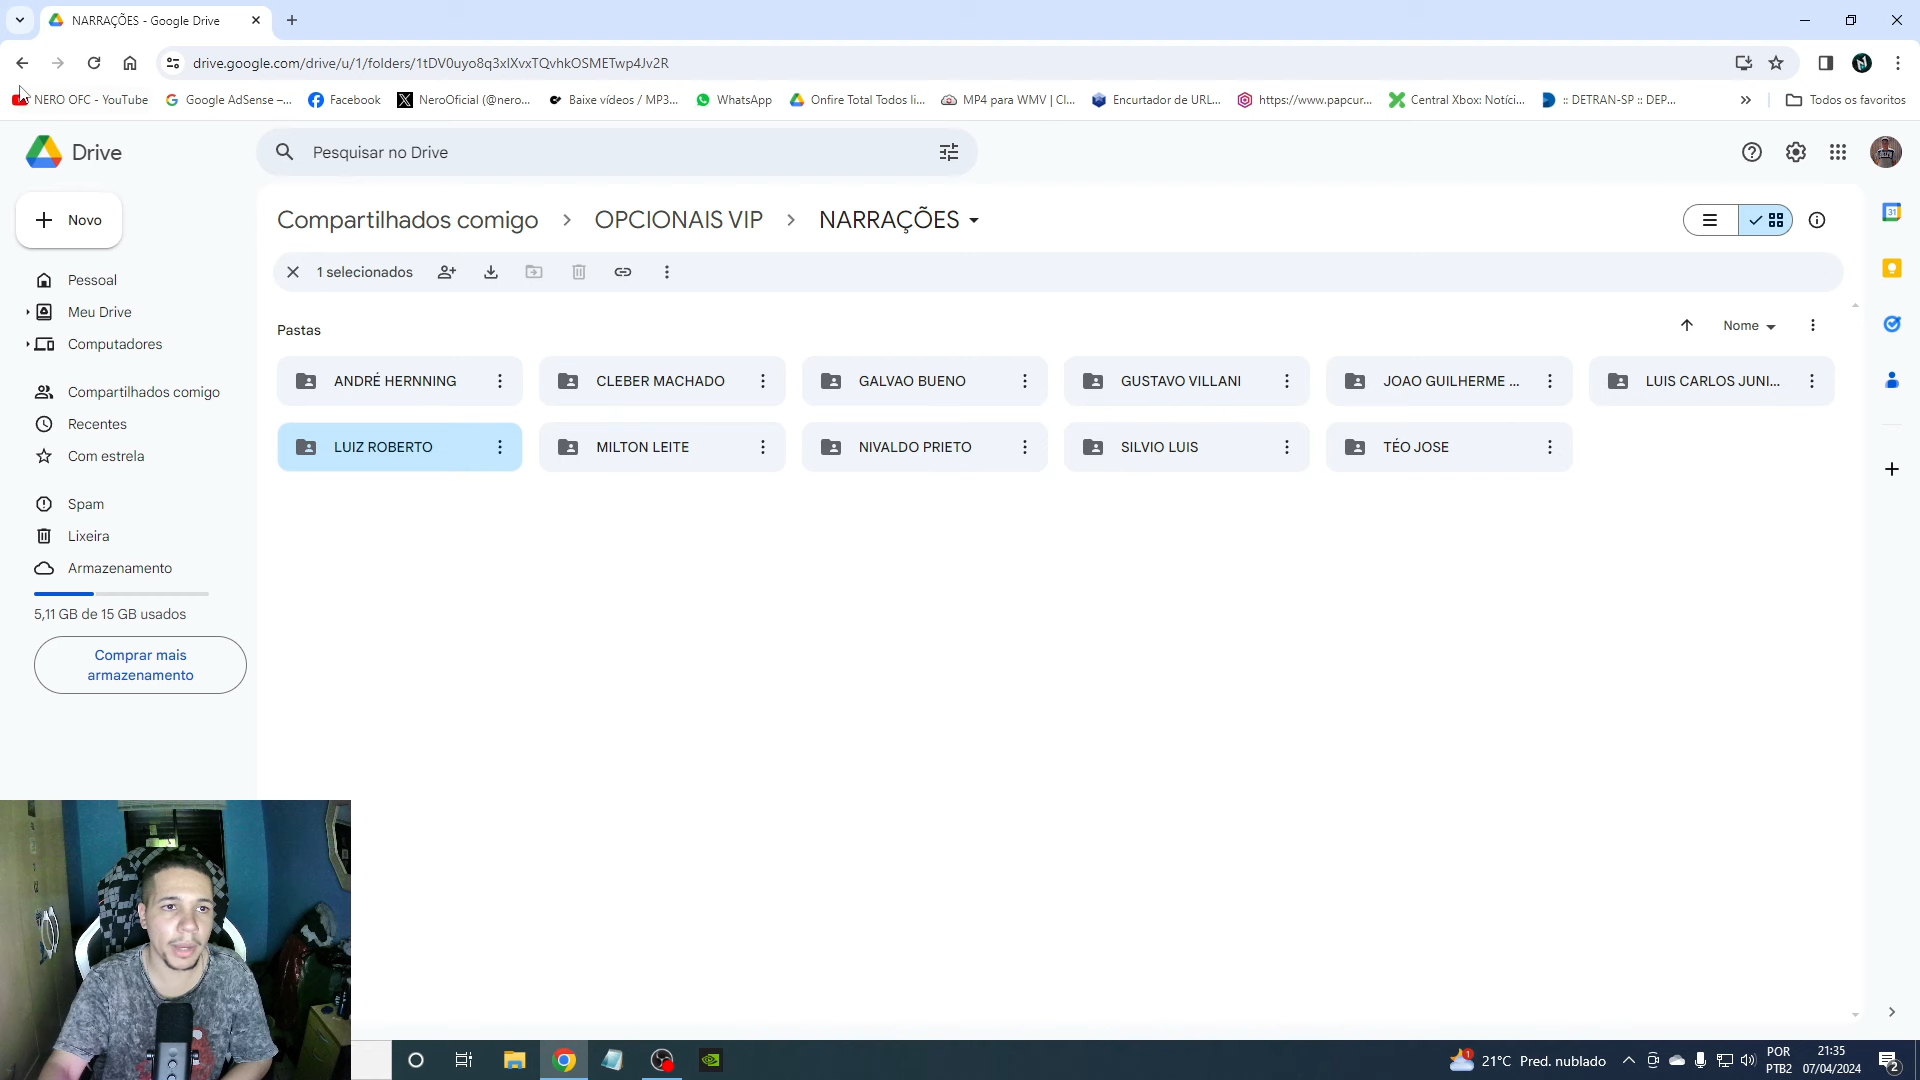 NARRAÇÕES - Google Drive
drive.google.com/drive/u/1/folders/1tDV0uyo8q3xIXvxTQvhkOSMETwp4Jv2R
NERO OFC - YouTube
Google AdSense –...
Facebook
NeroOficial (@nero...
Baixe vídeos / MP3...
WhatsApp
Onfire Total Todos li...
MP4 para WMV | Cl...
Encurtador de URL...
https://www.papcur...
Central Xbox: Notíci...
:: DETRAN-SP :: DEP...
Todos os favoritos
Drive
Pesquisar no Drive
Novo
Compartilhados comigo > OPCIONAIS VIP > NARRAÇÕES
1 selecionados
Pessoal
Meu Drive
Computadores
Compartilhados comigo
Recentes
Com estrela
Spam
Lixeira
Armazenamento
5,11 GB de 15 GB usados
Comprar mais
armazenamento
Pastas
Nome
ANDRÉ HERNNING
CLEBER MACHADO
GALVAO BUENO
GUSTAVO VILLANI
JOAO GUILHERME ...
LUIS CARLOS JUNI...
LUIZ ROBERTO
MILTON LEITE
NIVALDO PRIETO
SILVIO LUIS
TÉO JOSE
31
1
21°C Pred. nublado
POR
PTB2
21:35
07/04/2024
2